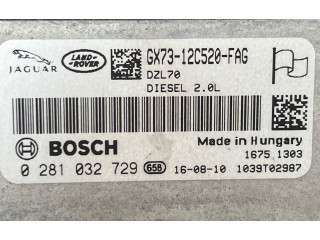 JAGUAR
LAND ROVER
GX73-12C520-FAG
DZL70
DIESEL 2.0L
BOSCH
Made in Hungary
1675 1303
0 281 032 729 658 16-08-10 1039T02987